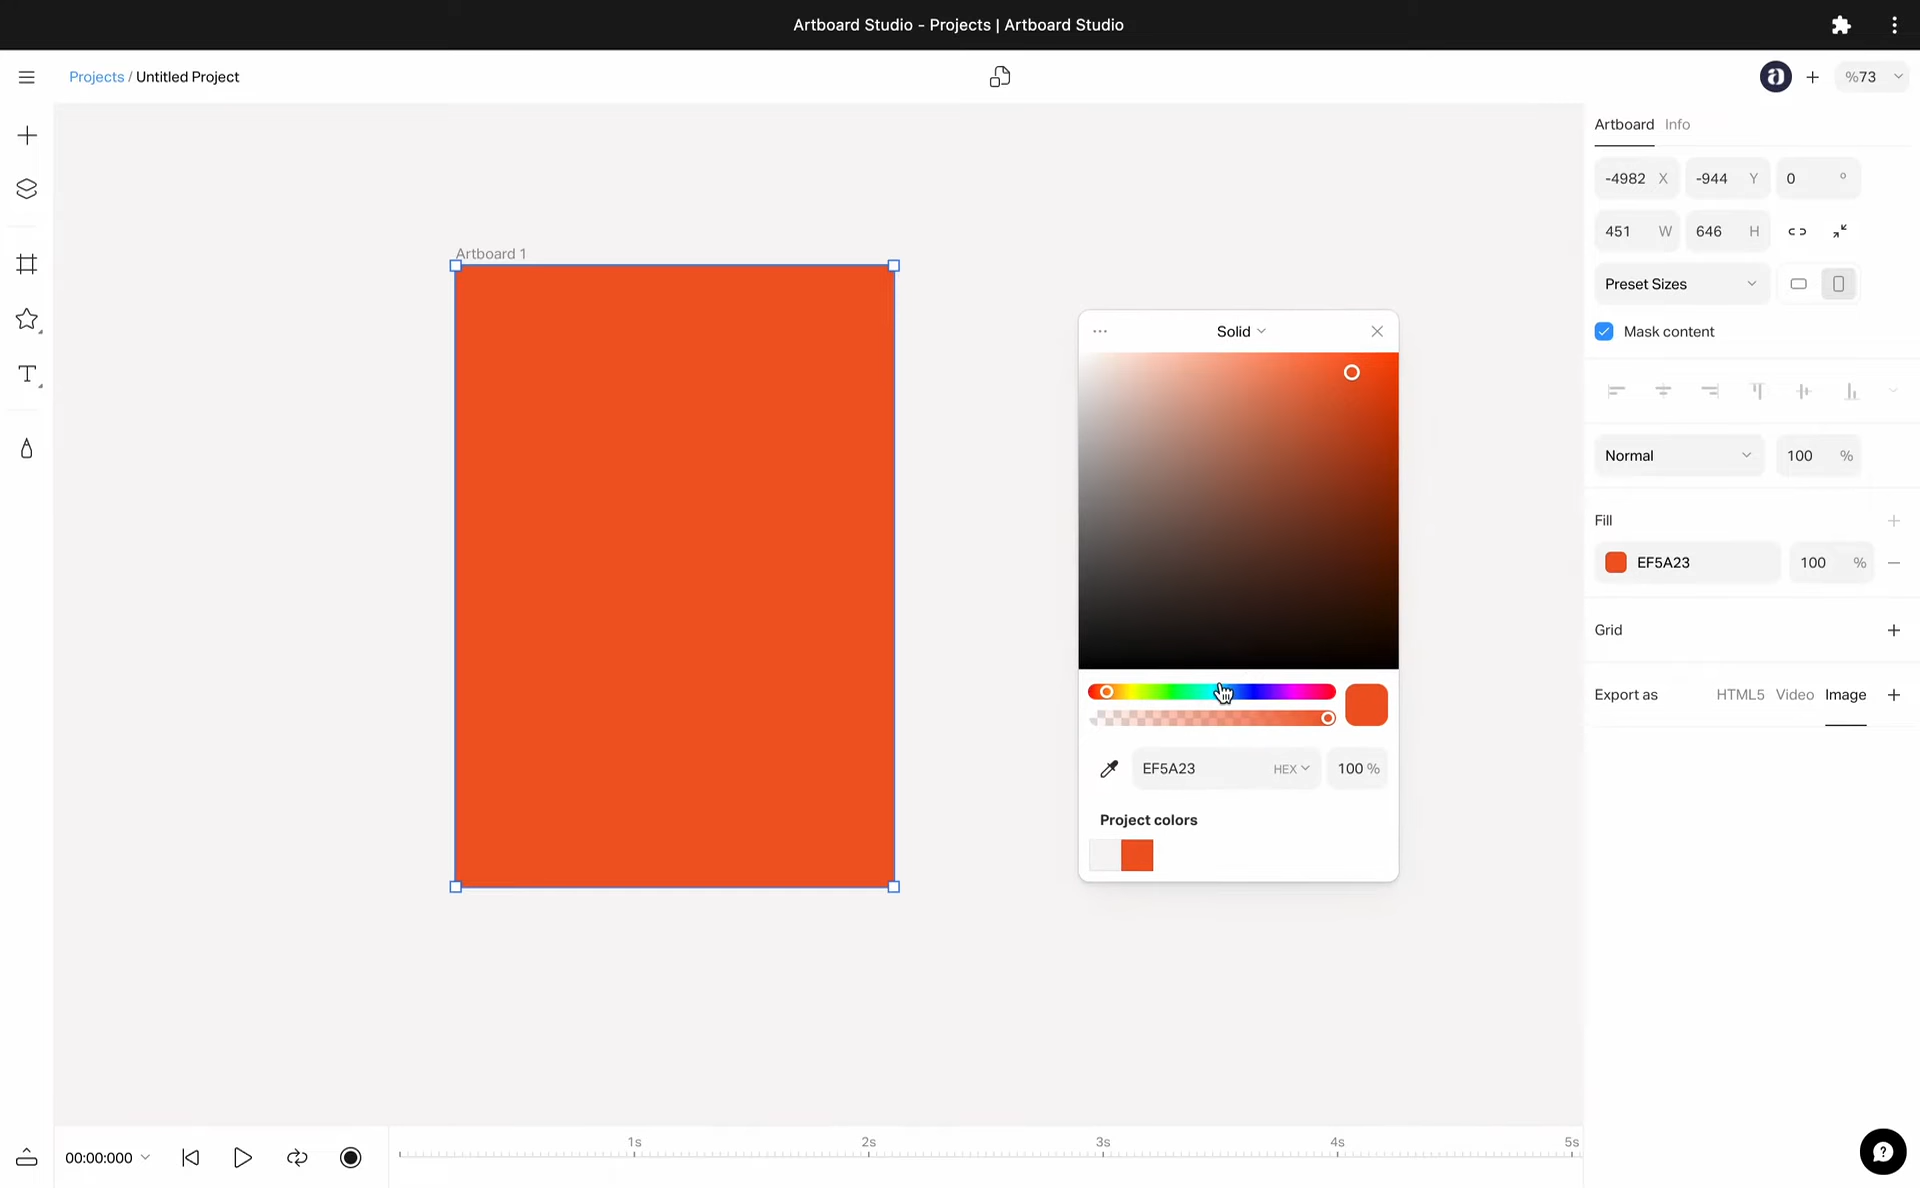 Artboard Studio - Projects | Artboard Studio
Projects / Untitled Project
a
%73
Artboard Info
-4982 X -944 Y 0 °
451 W 646 H
Preset Sizes
Mask content
Normal 100 %
Fill
EF5A23 100 %
Grid
Export as HTML5 Video Image
Artboard 1
Solid
EF5A23 HEX 100 %
Project colors
00:00:000
1s 2s 3s 4s 5s